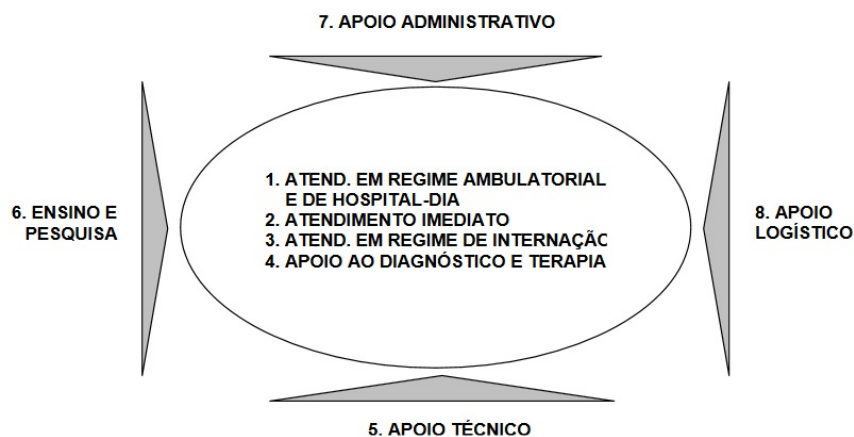 7. APOIO ADMINISTRATIVO
1. ATEND. EM REGIME AMBULATORIAL
E DE HOSPITAL-DIA
2. ATENDIMENTO IMEDIATO
3. ATEND. EM REGIME DE INTERNAÇÃO
4. APOIO AO DIAGNÓSTICO E TERAPIA
6. ENSINO E
PESQUISA
8. APOIO
LOGÍSTICO
5. APOIO TÉCNICO